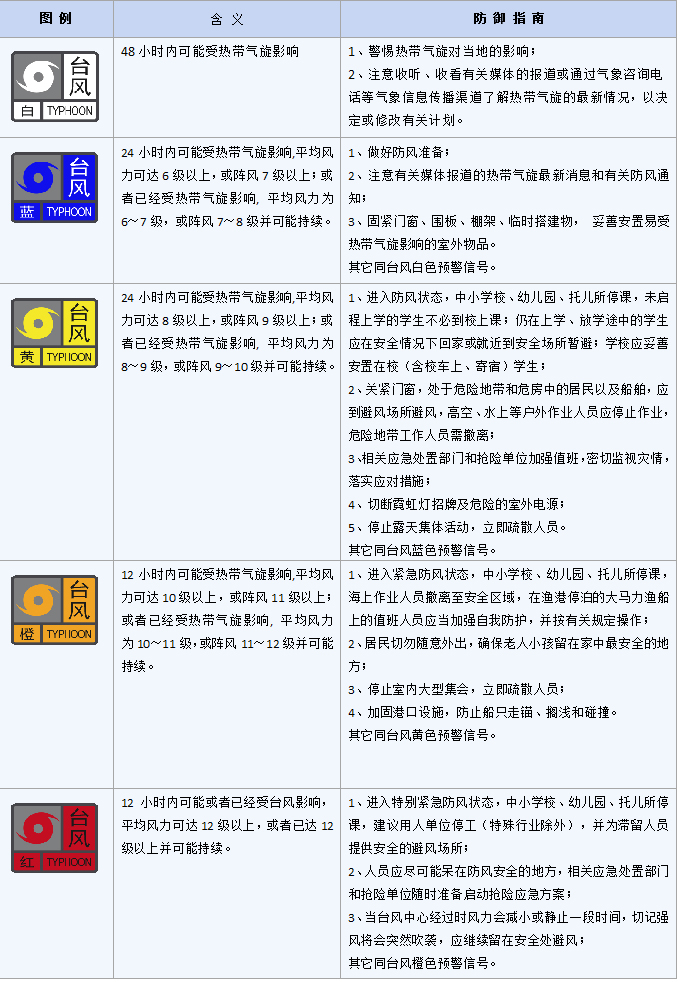 图 例
含 义
防 御 指 南
台风
白 TYPHOON
48 小时内可能受热带气旋影响
1、警惕热带气旋对当地的影响；
2、注意收听、收看有关媒体的报道或通过气象咨询电
话等气象信息传播渠道了解热带气旋的最新情况，以决
定或修改有关计划。
台风
蓝 TYPHOON
24 小时内可能受热带气旋影响,平均风
力可达 6 级以上，或阵风 7 级以上；或
者已经受热带气旋影响，平均风力为
6～7 级，或阵风 7～8 级并可能持续。
1、做好防风准备；
2、注意有关媒体报道的热带气旋最新消息和有关防风通
知；
3、固紧门窗、围板、棚架、临时搭建物， 妥善安置易受
热带气旋影响的室外物品。
其它同台风白色预警信号。
台风
黄 TYPHOON
24 小时内可能受热带气旋影响,平均风
力可达 8 级以上，或阵风 9 级以上；或
者已经受热带气旋影响，平均风力为
8～9 级，或阵风 9～10 级并可能持续。
1、进入防风状态，中小学校、幼儿园、托儿所停课，未启
程上学的学生不必到校上课；仍在上学、放学途中的学生
应在安全情况下回家或就近到安全场所暂避；学校应妥善
安置在校（含校车上、寄宿）学生；
2、关紧门窗，处于危险地带和危房中的居民以及船舶，应
到避风场所避风，高空、水上等户外作业人员应停止作业，
危险地带工作人员需撤离；
3、相关应急处置部门和抢险单位加强值班，密切监视灾情，
落实应对措施；
4、切断霓虹灯招牌及危险的室外电源；
5、停止露天集体活动，立即疏散人员。
其它同台风蓝色预警信号。
台风
橙 TYPHOON
12 小时内可能受热带气旋影响,平均风
力可达 10 级以上，或阵风 11 级以上；
或者已经受热带气旋影响，平均风力
为 10～11 级，或阵风 11～12 级并可能
持续。
1、进入紧急防风状态，中小学校、幼儿园、托儿所停课，
海上作业人员撤离至安全区域，在渔港停泊的大马力渔船
上的值班人员应当加强自我防护，并按有关规定操作；
2、居民切勿随意外出，确保老人小孩留在家中最安全的地
方；
3、停止室内大型集会，立即疏散人员；
4、加固港口设施，防止船只走锚、搁浅和碰撞。
其它同台风黄色预警信号。
台风
红 TYPHOON
12 小时内可能或者已经受台风影响，
平均风力可达 12 级以上，或者已达 12
级以上并可能持续。
1、进入特别紧急防风状态，中小学校、幼儿园、托儿所停
课，建议用人单位停工（特殊行业除外），并为滞留人员
提供安全的避风场所；
2、人员应尽可能呆在防风安全的地方，相关应急处置部门
和抢险单位随时准备启动抢险应急方案；
3、当台风中心经过时风力会减小或静止一段时间，切记强
风将会突然吹袭，应继续留在安全处避风；
其它同台风橙色预警信号。